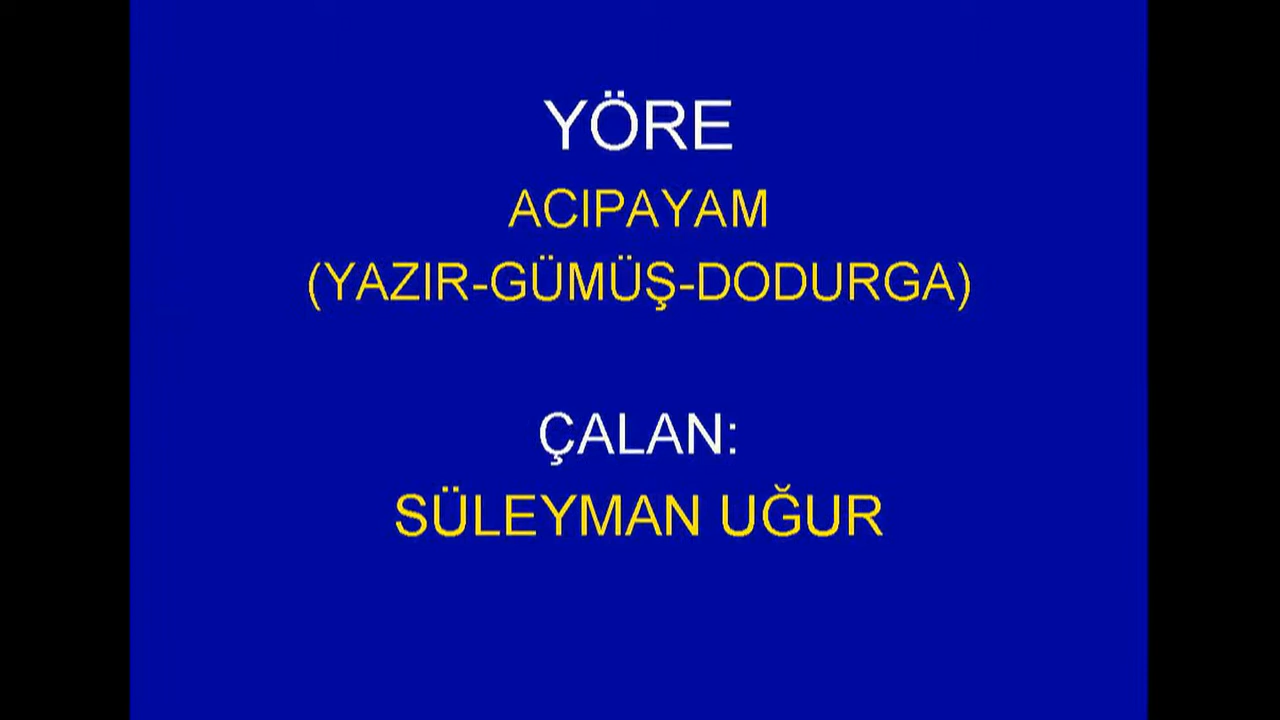 YÖRE
ACIPAYAM
(YAZIR-GÜMÜŞ-DODURGA)
ÇALAN:
SÜLEYMAN UĞUR